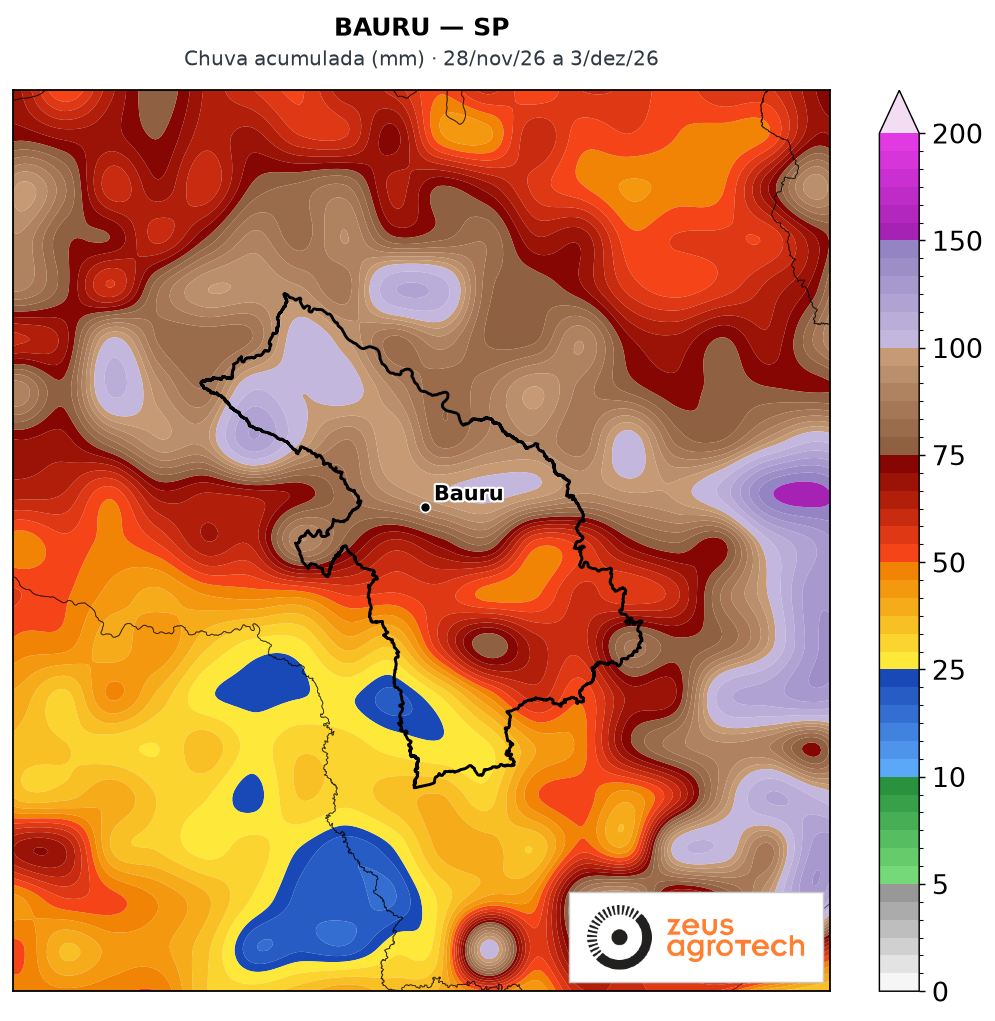 BAURU — SP
Chuva acumulada (mm) · 28/nov/26 a 3/dez/26
200
150
100
75
50
25
10
5
0
Bauru
zeus
agrotech